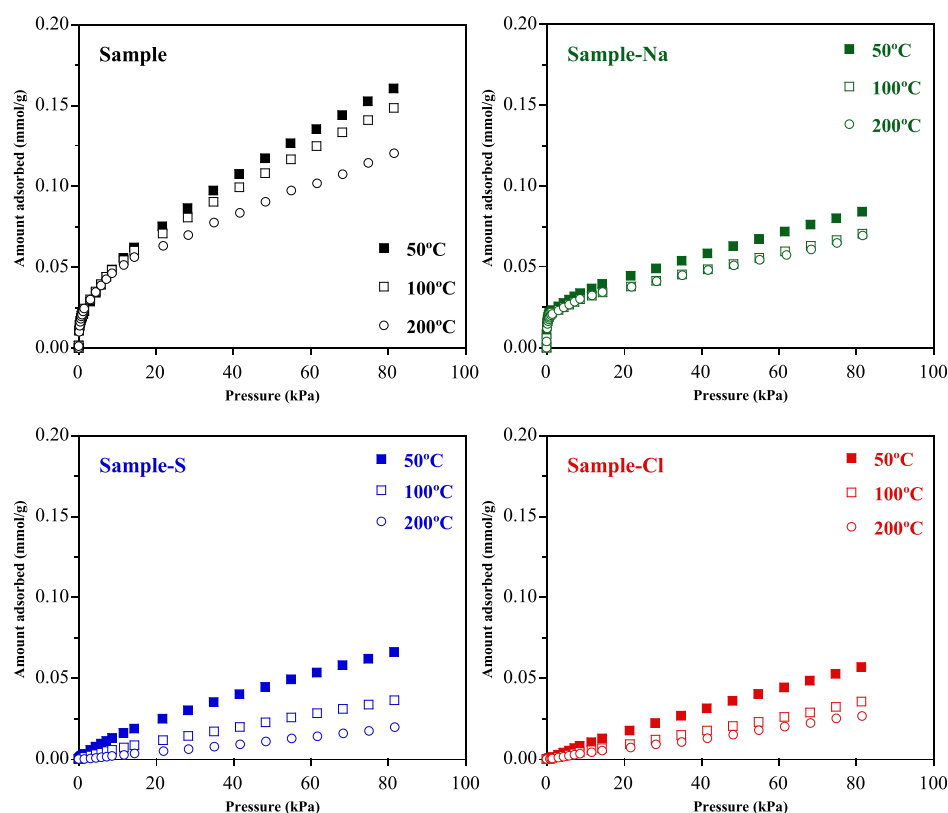 Sample
Amount adsorbed (mmol/g)
0.20
0.15
0.10
0.05
0.00
50ºC
100ºC
200ºC
0
20
40
60
80
100
Pressure (kPa)
Sample-Na
Amount adsorbed (mmol/g)
0.20
0.15
0.10
0.05
0.00
50ºC
100ºC
200ºC
0
20
40
60
80
100
Pressure (kPa)
Sample-S
Amount adsorbed (mmol/g)
0.20
0.15
0.10
0.05
0.00
50ºC
100ºC
200ºC
0
20
40
60
80
100
Pressure (kPa)
Sample-Cl
Amount adsorbed (mmol/g)
0.20
0.15
0.10
0.05
0.00
50ºC
100ºC
200ºC
0
20
40
60
80
100
Pressure (kPa)